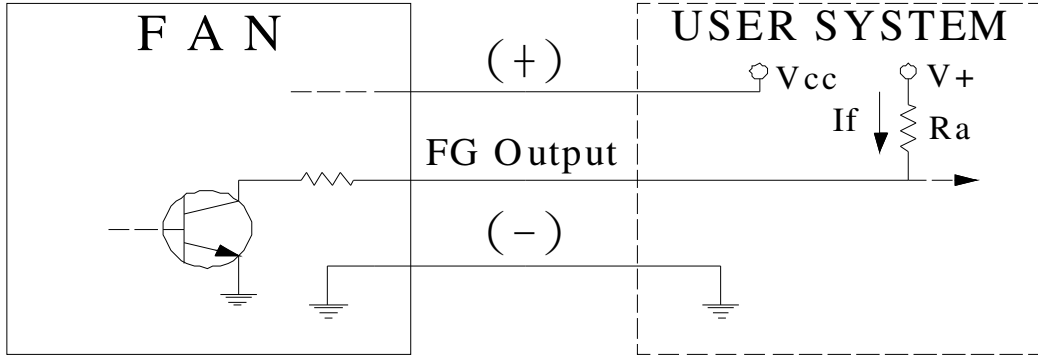 F A N
USER SYSTEM
(+)
Vcc
V+
If
Ra
FG Output
(-)